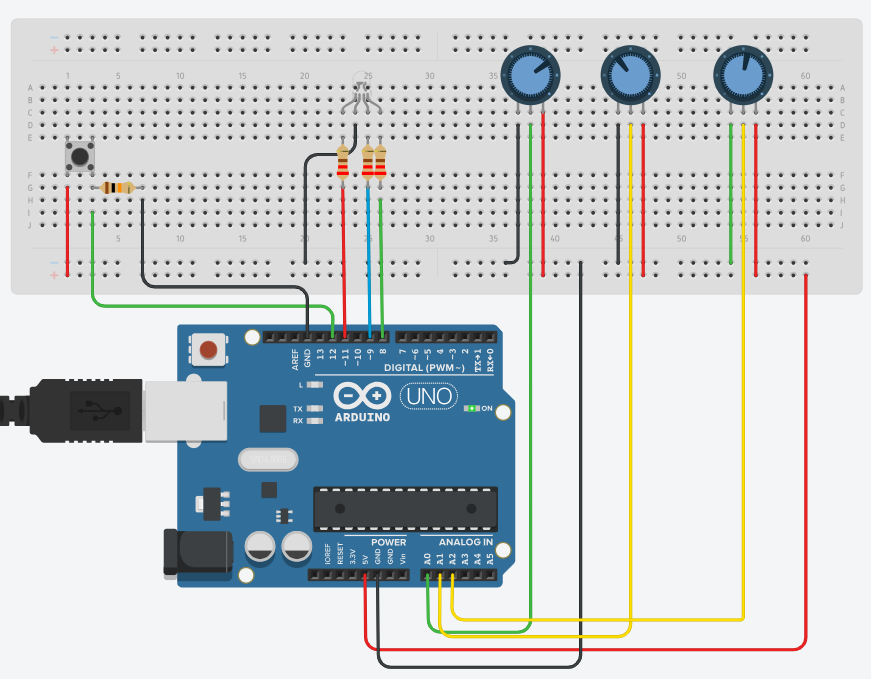 1 5 10 15 20 25 30 35 40 45 50 55 60
A A
B B
C C
D D
E E
F F
G G
H H
I I
J J
1 5 10 15 20 25 30 35 40 45 50 55 60
AREF
GND
13
12
~11
~10
~9
8
7
~6
~5
4
~3
2
TX→1
RX←0
DIGITAL (PWM~)
L
TX
RX
ARDUINO
UNO
ON
POWER
ANALOG IN
IOREF
RESET
3.3V
5V
GND
GND
Vin
A0
A1
A2
A3
A4
A5